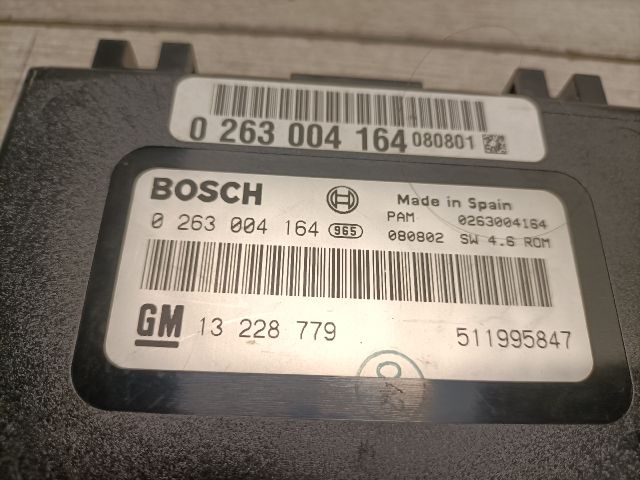 0 263 004 164 080801
BOSCH Made in Spain
0 263 004 164 965 PAM 0263004164
080802 SW 4.6 ROM
GM 13 228 779 511995847